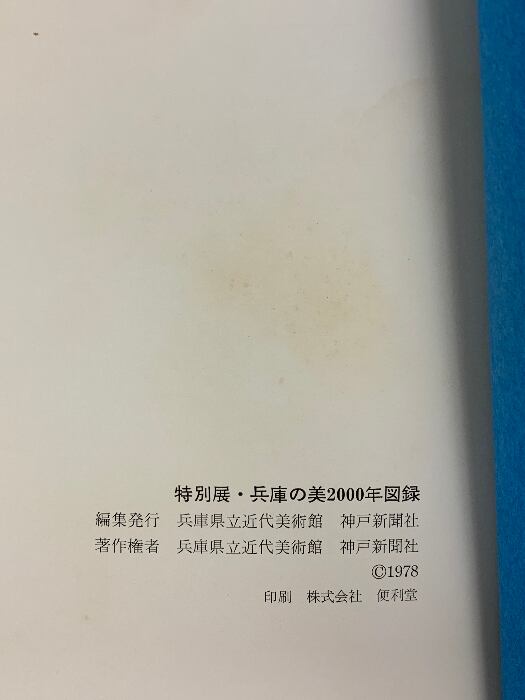 特別展・兵庫の美2000年図録
編集発行　兵庫県立近代美術館　神戸新聞社
著作権者　兵庫県立近代美術館　神戸新聞社
©1978
印刷　株式会社　便利堂